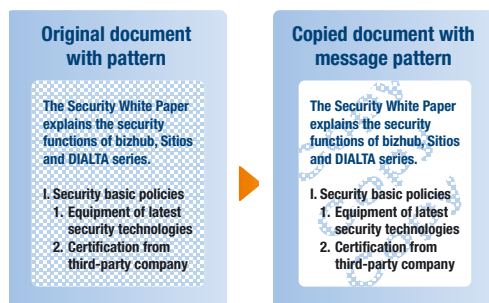 Original document
with pattern
The Security White Paper
explains the security
functions of bizhub, Sitios
and DIALTA series.
I. Security basic policies
1. Equipment of latest
security technologies
2. Certification from
third-party company
Copied document with
message pattern
The Security White Paper
explains the security
functions of bizhub, Sitios
and DIALTA series.
I. Security basic policies
1. Equipment of latest
security technologies
2. Certification from
third-party company